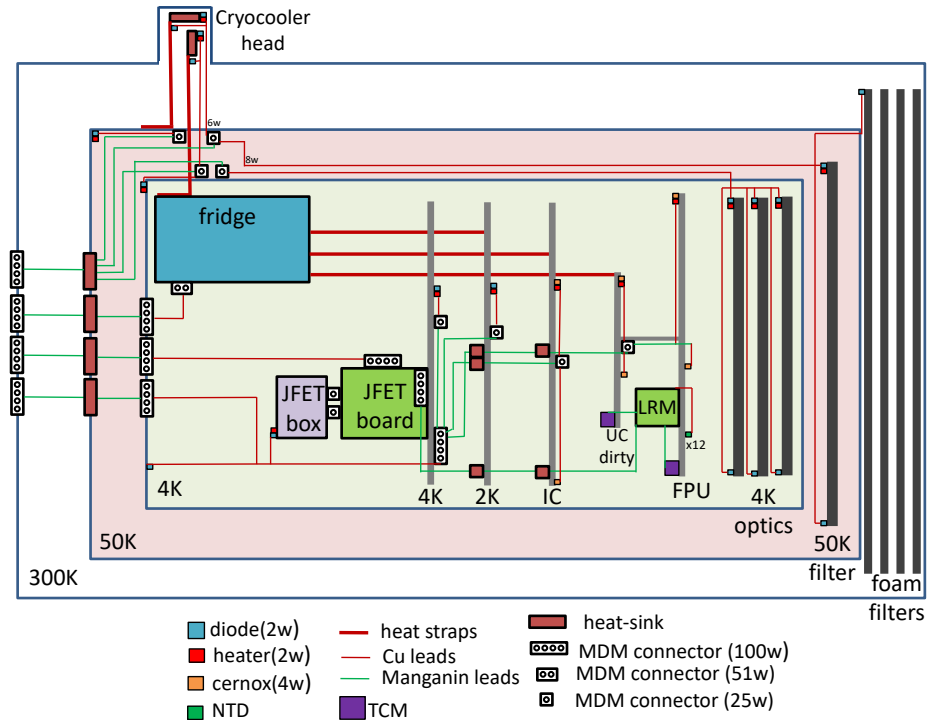 Cryocooler
head
6w
8w
fridge
JFET
box
JFET
board
LRM
UC
dirty
x12
4K
4K
2K
IC
FPU
4K
optics
50K
50K
filter
300K
foam
filters
diode(2w)
heater(2w)
cernox(4w)
NTD
heat straps
Cu leads
Manganin leads
TCM
heat-sink
MDM connector (100w)
MDM connector (51w)
MDM connector (25w)